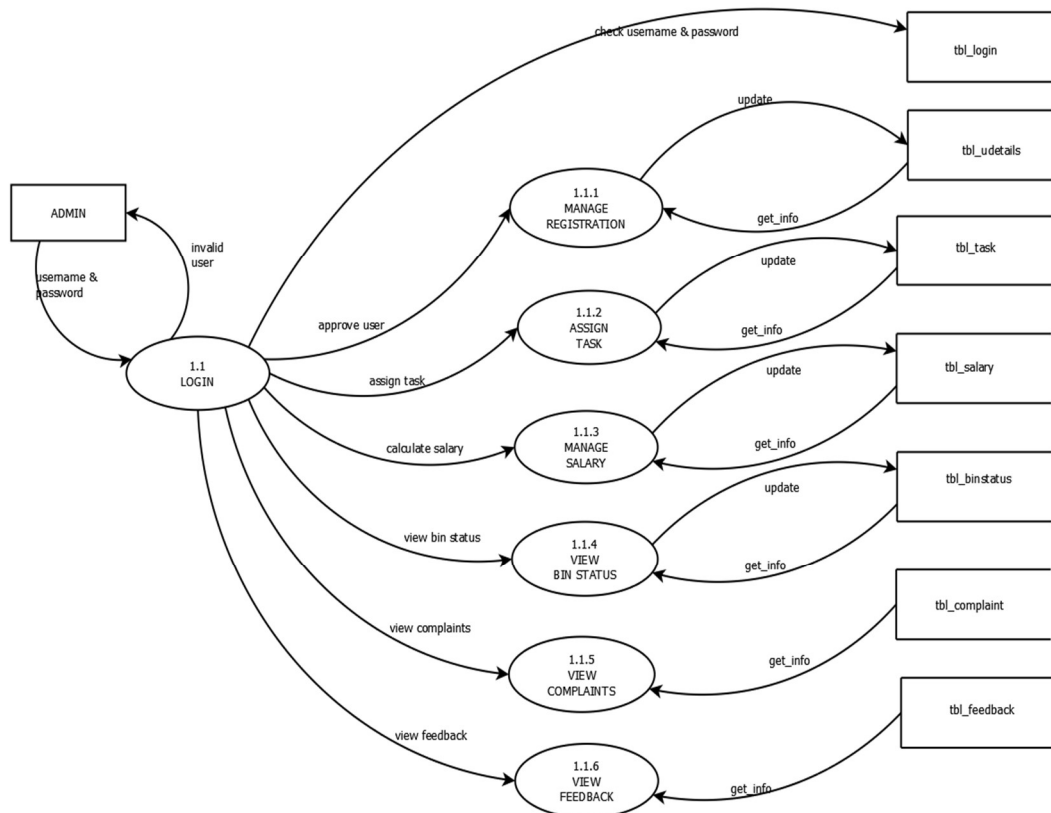 check username & password
tbl_login
update
tbl_udetails
1.1.1
MANAGE
REGISTRATION
get_info
ADMIN
invalid
user
username &
password
tbl_task
update
1.1.2
ASSIGN
TASK
get_info
approve user
1.1
LOGIN
assign task
tbl_salary
update
1.1.3
MANAGE
SALARY
get_info
calculate salary
tbl_binstatus
update
view bin status
1.1.4
VIEW
BIN STATUS
get_info
tbl_complaint
view complaints
1.1.5
VIEW
COMPLAINTS
get_info
tbl_feedback
view feedback
1.1.6
VIEW
FEEDBACK
get_info